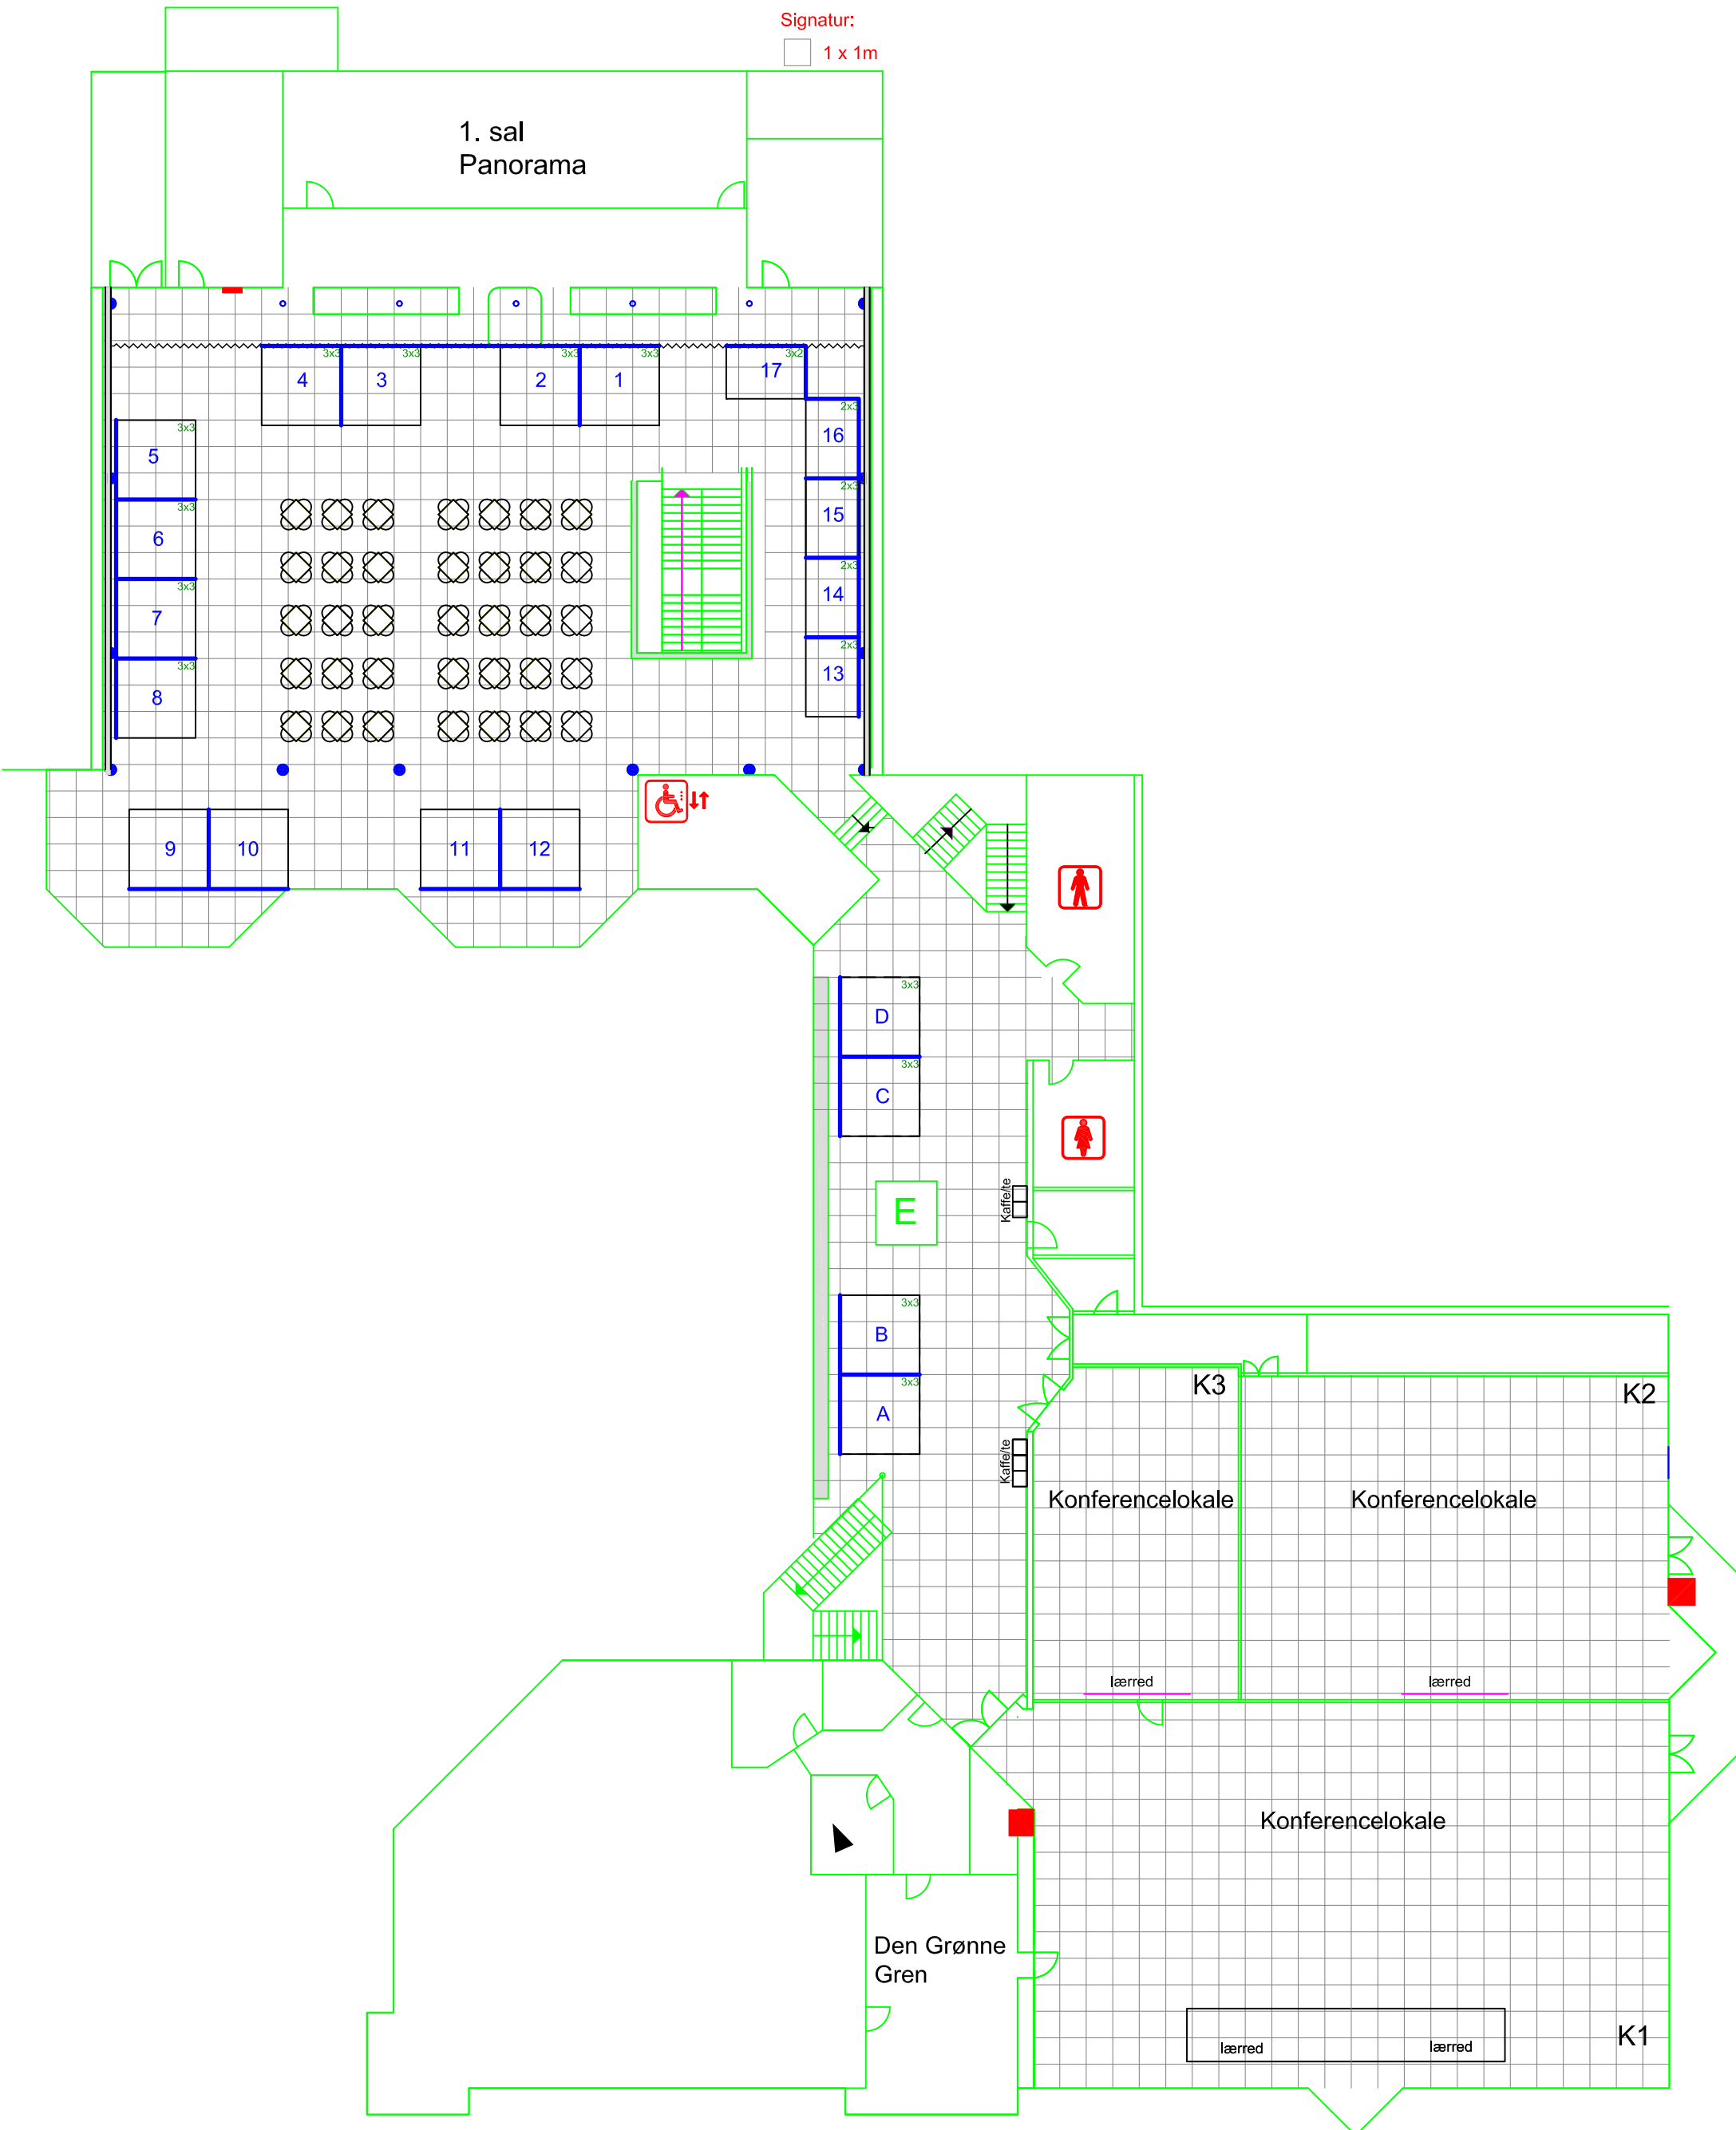 Signatur:
1 x 1m
1. sal
Panorama
3x3
3x3
3x3
3x3
3x2
4
3
2
1
17
2x3
16
3x3
5
2x3
15
3x3
6
2x3
14
3x3
7
2x3
13
3x3
8
9
10
11
12
3x3
D
3x3
C
Kaffe/te
E
3x3
B
3x3
A
K3
K2
Kaffe/te
Konferencelokale
Konferencelokale
lærred
lærred
Konferencelokale
Den Grønne
Gren
K1
lærred
lærred